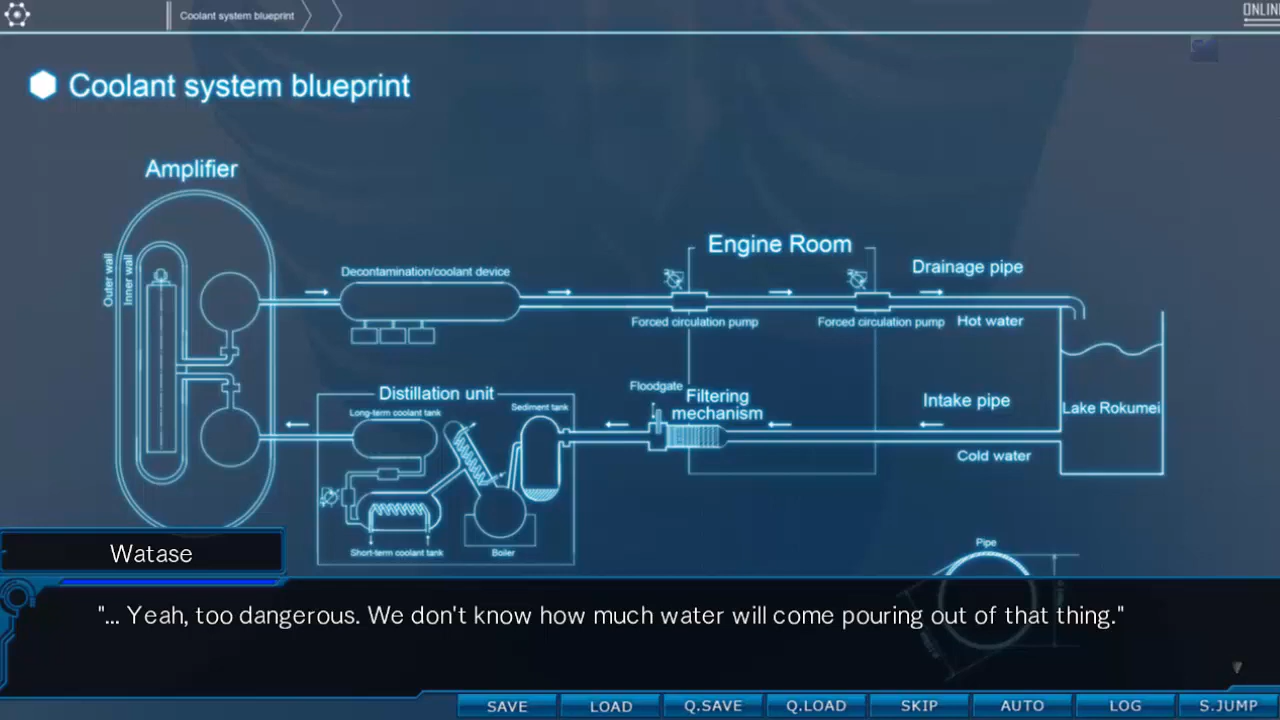 Coolant system blueprint
ONLIN
Coolant system blueprint
Amplifier
Outer wall
Inner wall
Decontamination/coolant device
Engine Room
Drainage pipe
Forced circulation pump
Forced circulation pump
Hot water
Distillation unit
Long-term coolant tank
Sediment tank
Floodgate
Filtering
mechanism
Intake pipe
Lake Rokumei
Cold water
Short-term coolant tank
Boiler
Pipe
Watase
"... Yeah, too dangerous. We don't know how much water will come pouring out of that thing."
SAVE
LOAD
Q.SAVE
Q.LOAD
SKIP
AUTO
LOG
S.JUMP